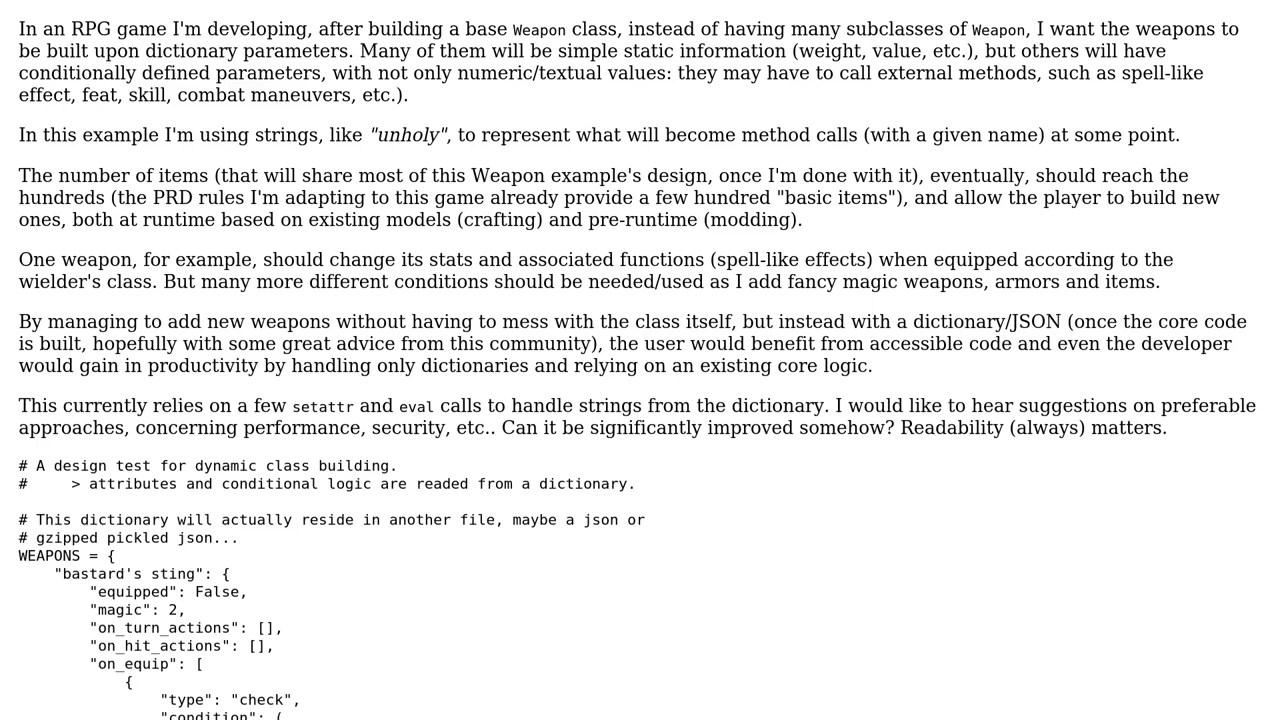 In an RPG game I'm developing, after building a base Weapon class, instead of having many subclasses of Weapon, I want the weapons to
be built upon dictionary parameters. Many of them will be simple static information (weight, value, etc.), but others will have
conditionally defined parameters, with not only numeric/textual values: they may have to call external methods, such as spell-like
effect, feat, skill, combat maneuvers, etc.).
In this example I'm using strings, like "unholy", to represent what will become method calls (with a given name) at some point.
The number of items (that will share most of this Weapon example's design, once I'm done with it), eventually, should reach the
hundreds (the PRD rules I'm adapting to this game already provide a few hundred "basic items"), and allow the player to build new
ones, both at runtime based on existing models (crafting) and pre-runtime (modding).
One weapon, for example, should change its stats and associated functions (spell-like effects) when equipped according to the
wielder's class. But many more different conditions should be needed/used as I add fancy magic weapons, armors and items.
By managing to add new weapons without having to mess with the class itself, but instead with a dictionary/JSON (once the core code
is built, hopefully with some great advice from this community), the user would benefit from accessible code and even the developer
would gain in productivity by handling only dictionaries and relying on an existing core logic.
This currently relies on a few setattr and eval calls to handle strings from the dictionary. I would like to hear suggestions on preferable
approaches, concerning performance, security, etc.. Can it be significantly improved somehow? Readability (always) matters.
# A design test for dynamic class building.
#     > attributes and conditional logic are readed from a dictionary.
# This dictionary will actually reside in another file, maybe a json or
# gzipped pickled json...
WEAPONS = {
    "bastard's sting": {
        "equipped": False,
        "magic": 2,
        "on_turn_actions": [],
        "on_hit_actions": [],
        "on_equip": [
            {
                "type": "check",
                "condition": (